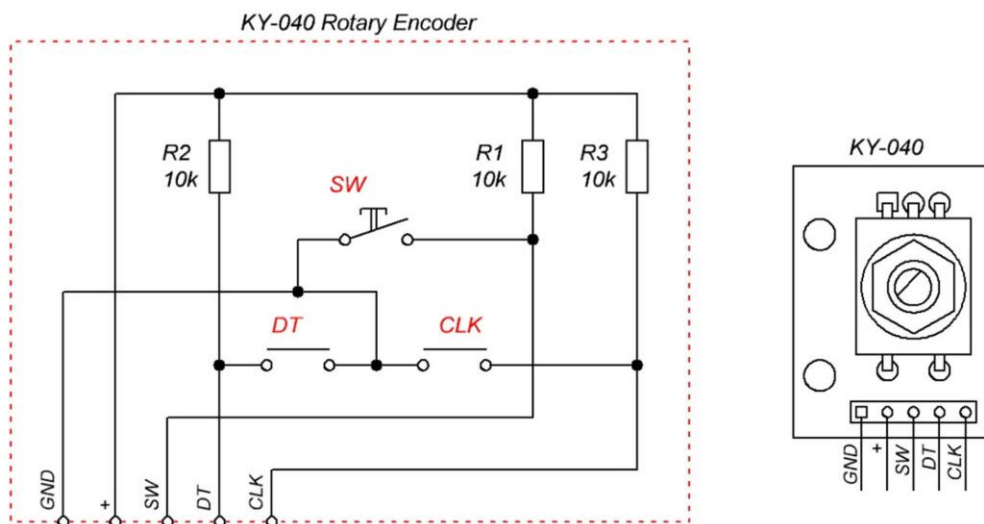 KY-040 Rotary Encoder
R2
10k
SW
R1
10k
R3
10k
DT
CLK
GND
+
SW
DT
CLK
KY-040
GND
+
SW
DT
CLK